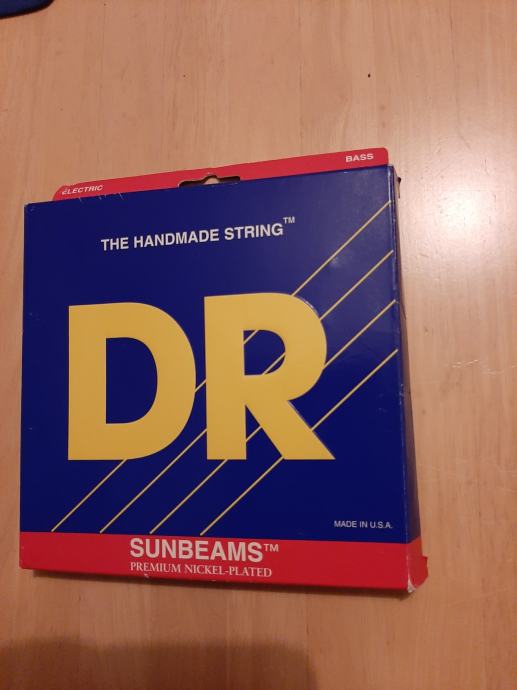 ELECTRIC
BASS
THE HANDMADE STRING™
DR
MADE IN U.S.A.
SUNBEAMS™
PREMIUM NICKEL-PLATED